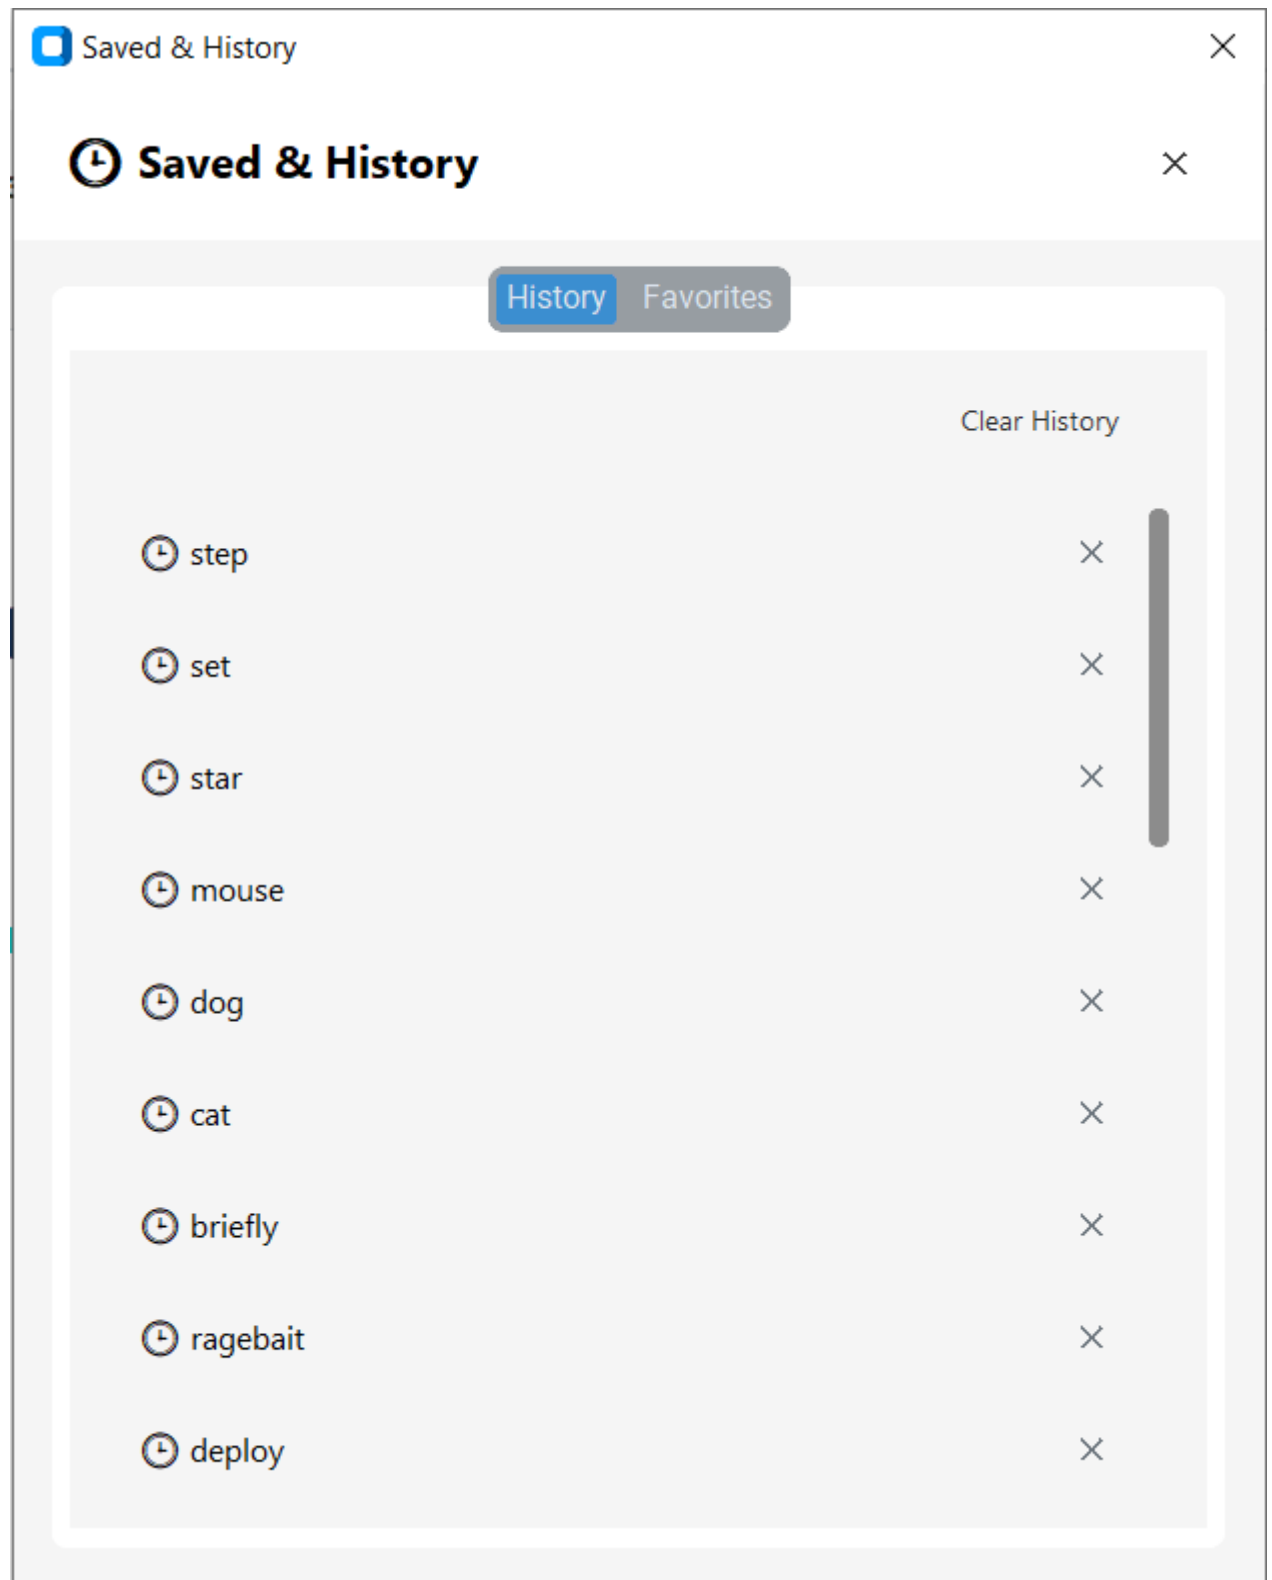 Saved & History
Saved & History
History Favorites
Clear History
step
set
star
mouse
dog
cat
briefly
ragebait
deploy